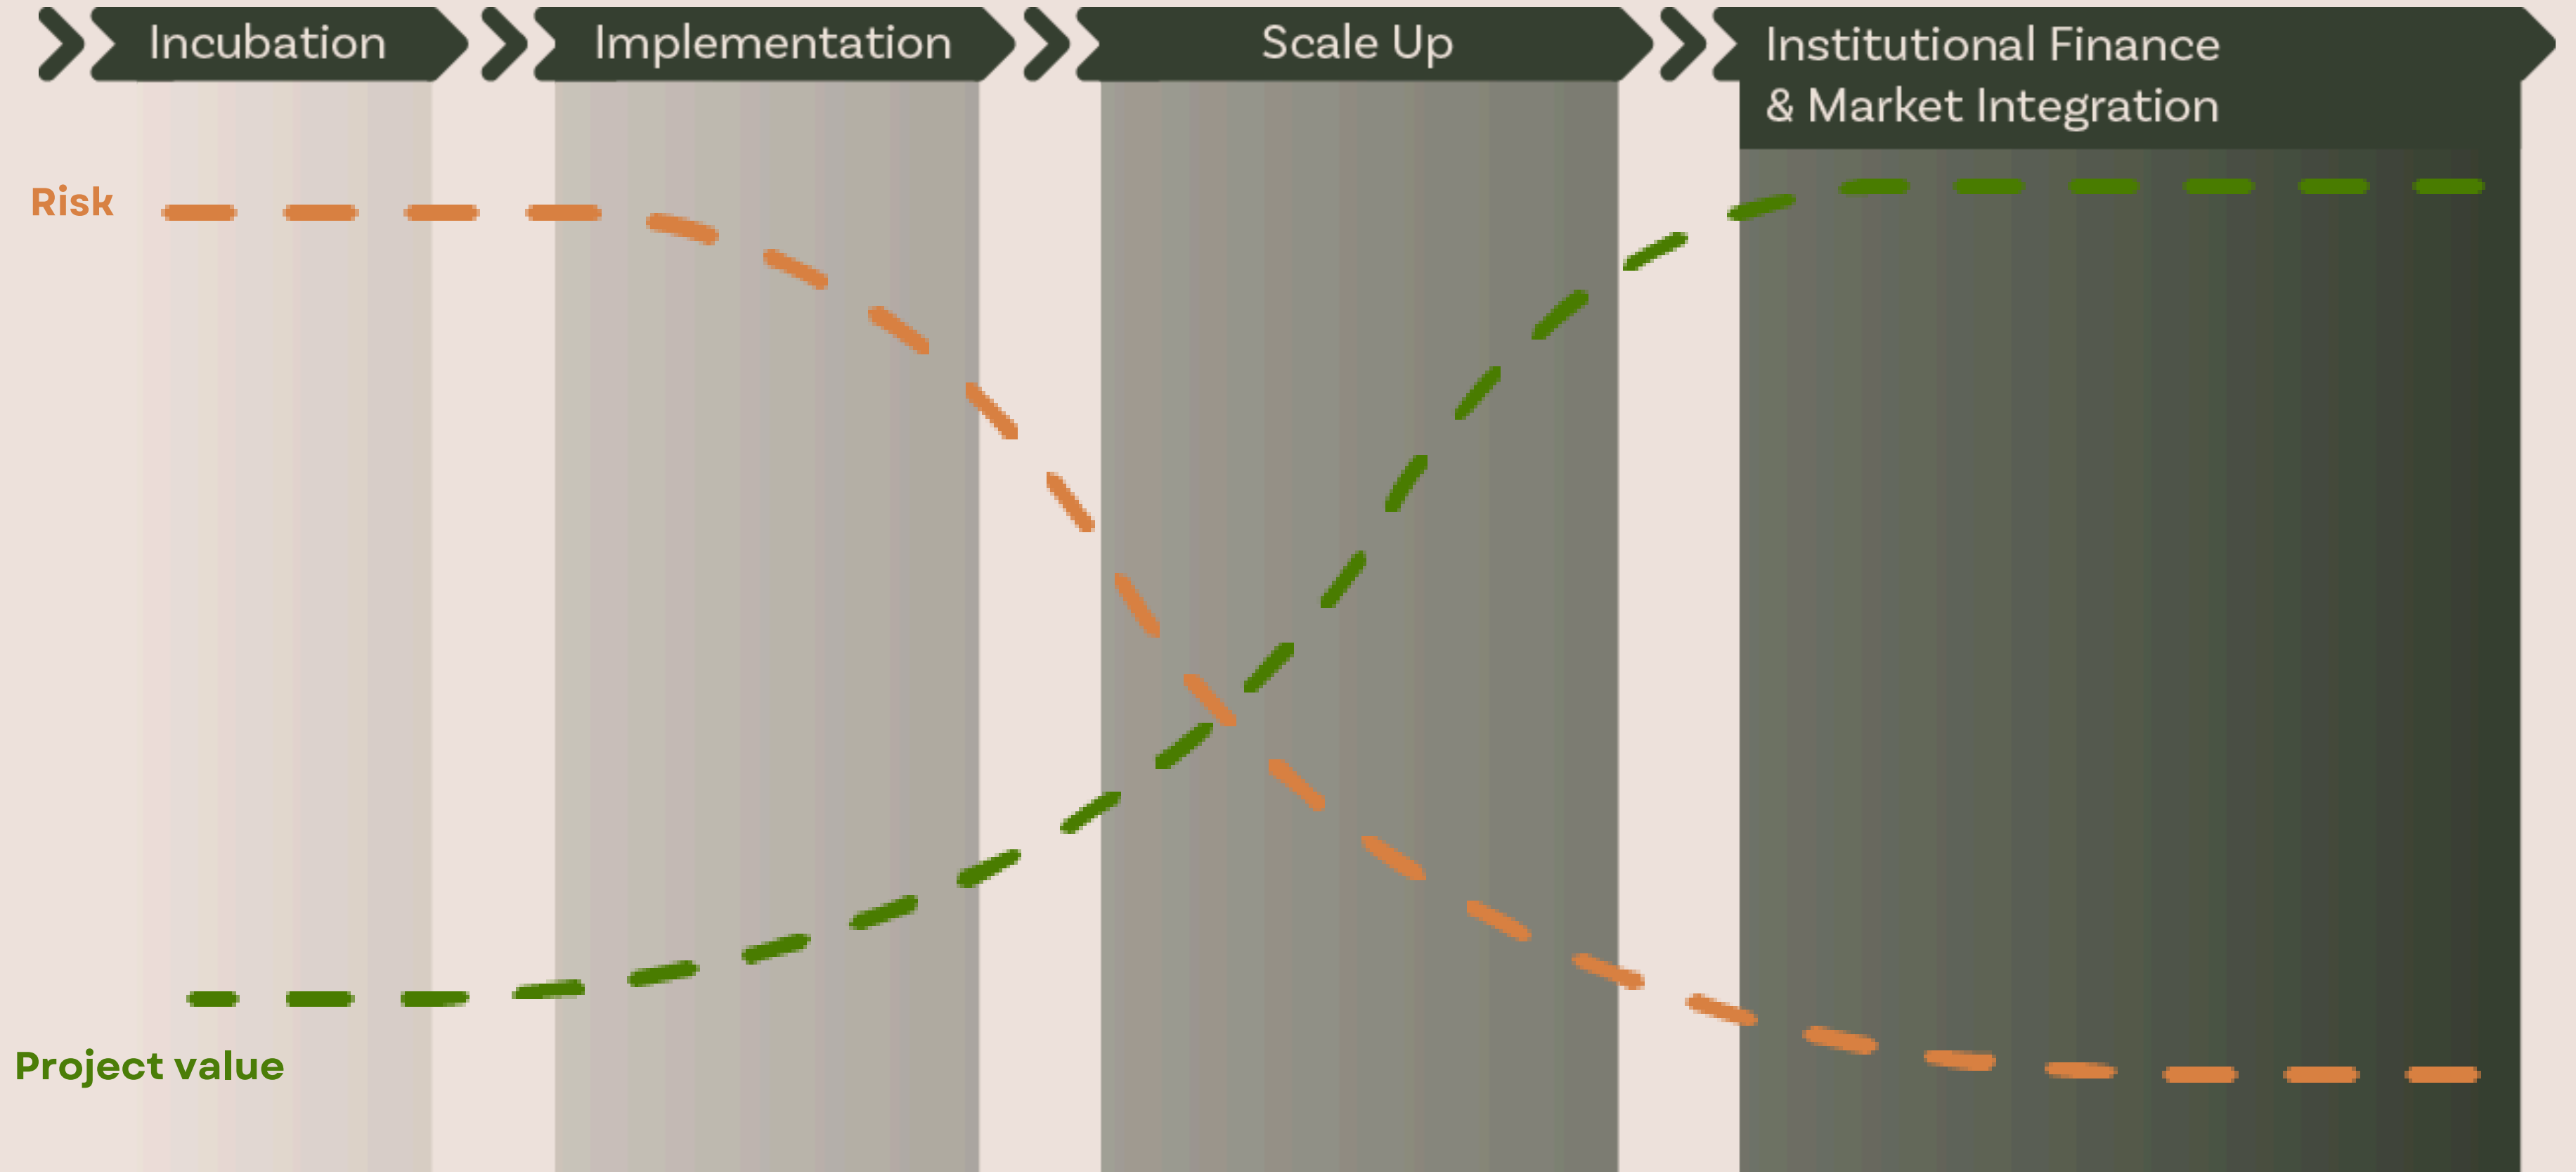 Incubation
Implementation
Scale Up
Institutional Finance
& Market Integration
Risk
Project value